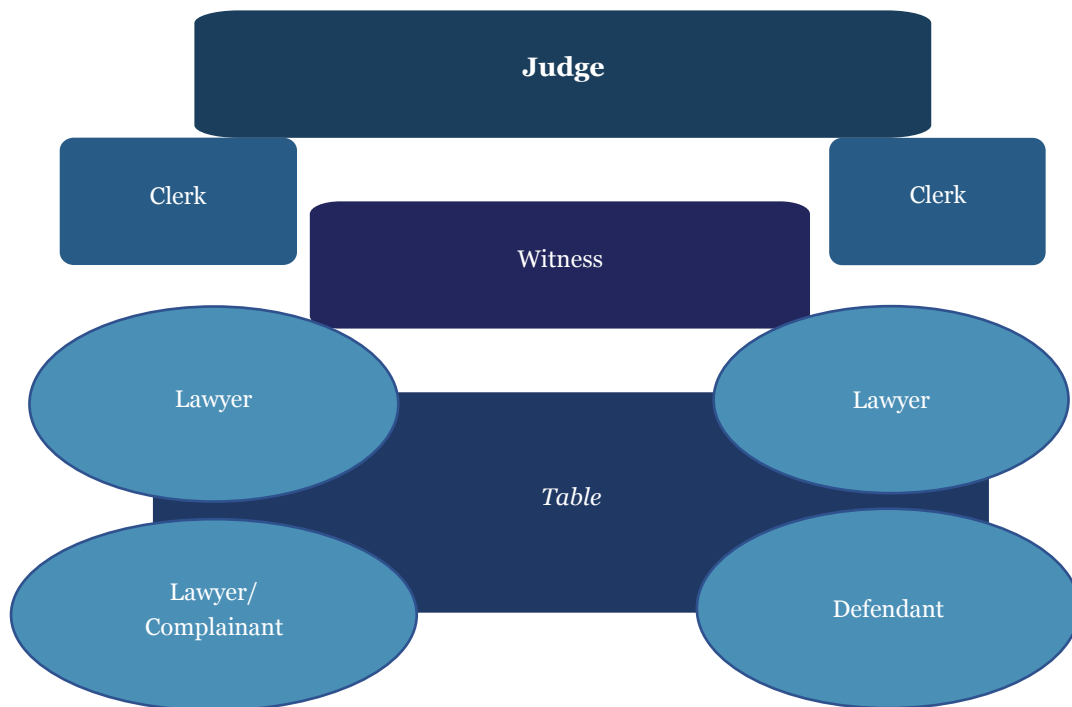 Judge
Clerk
Clerk
Witness
Lawyer
Lawyer
Table
Lawyer/
Complainant
Defendant